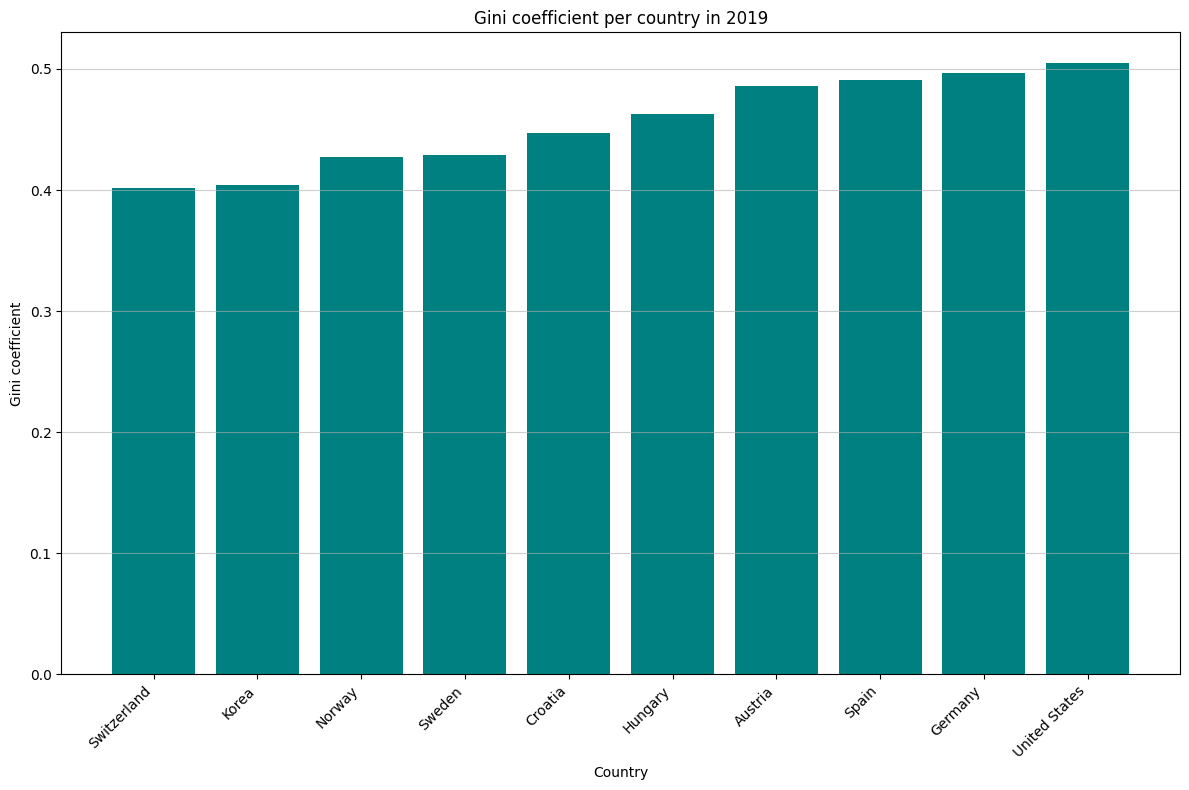 Gini coefficient per country in 2019
Gini coefficient
0.5
0.4
0.3
0.2
0.1
0.0
Switzerland
Korea
Norway
Sweden
Croatia
Hungary
Austria
Spain
Germany
United States
Country